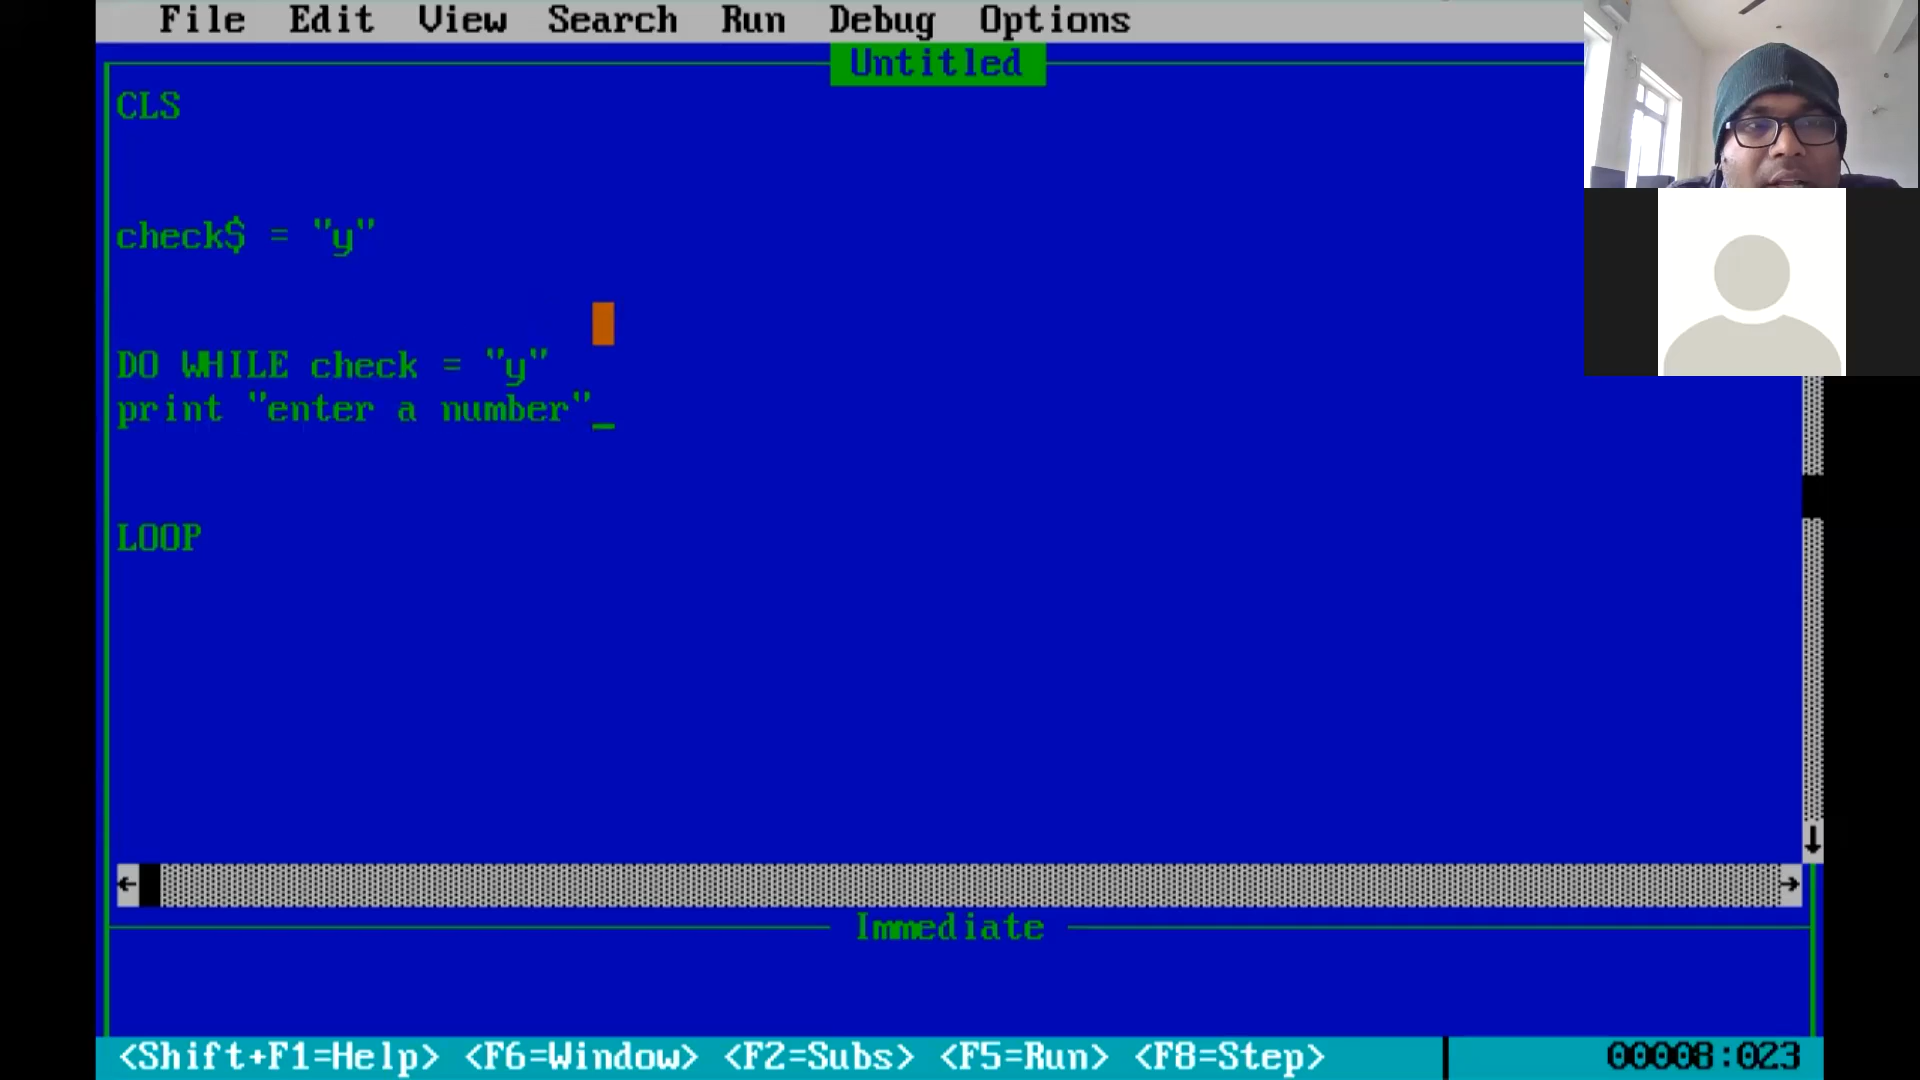 File Edit View Search Run Debug Options
Untitled
CLS
check$ = "y"
DO WHILE check = "y"
print "enter a number"_
LOOP
Immediate
<Shift+F1=Help> <F6=Window> <F2=Subs> <F5=Run> <F8=Step> 00008:023